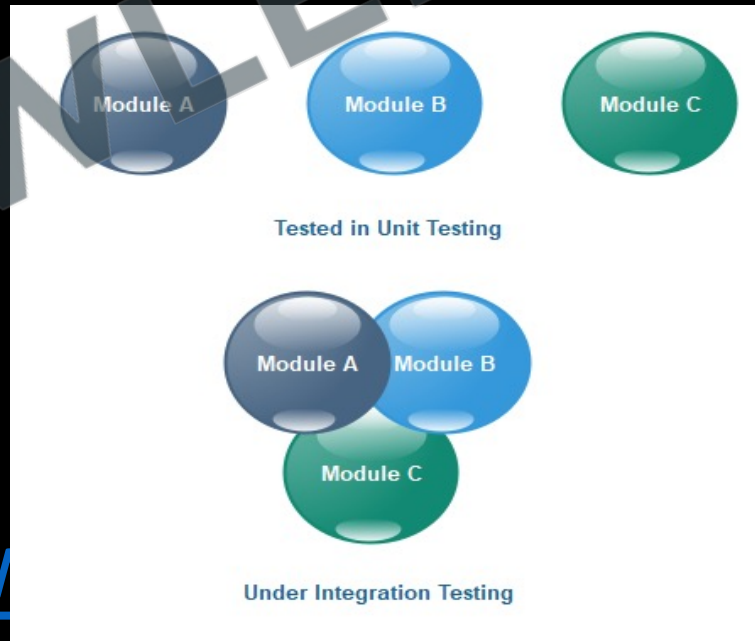 Module A
Module B
Module C
Tested in Unit Testing
Module A
Module B
Module C
Under Integration Testing